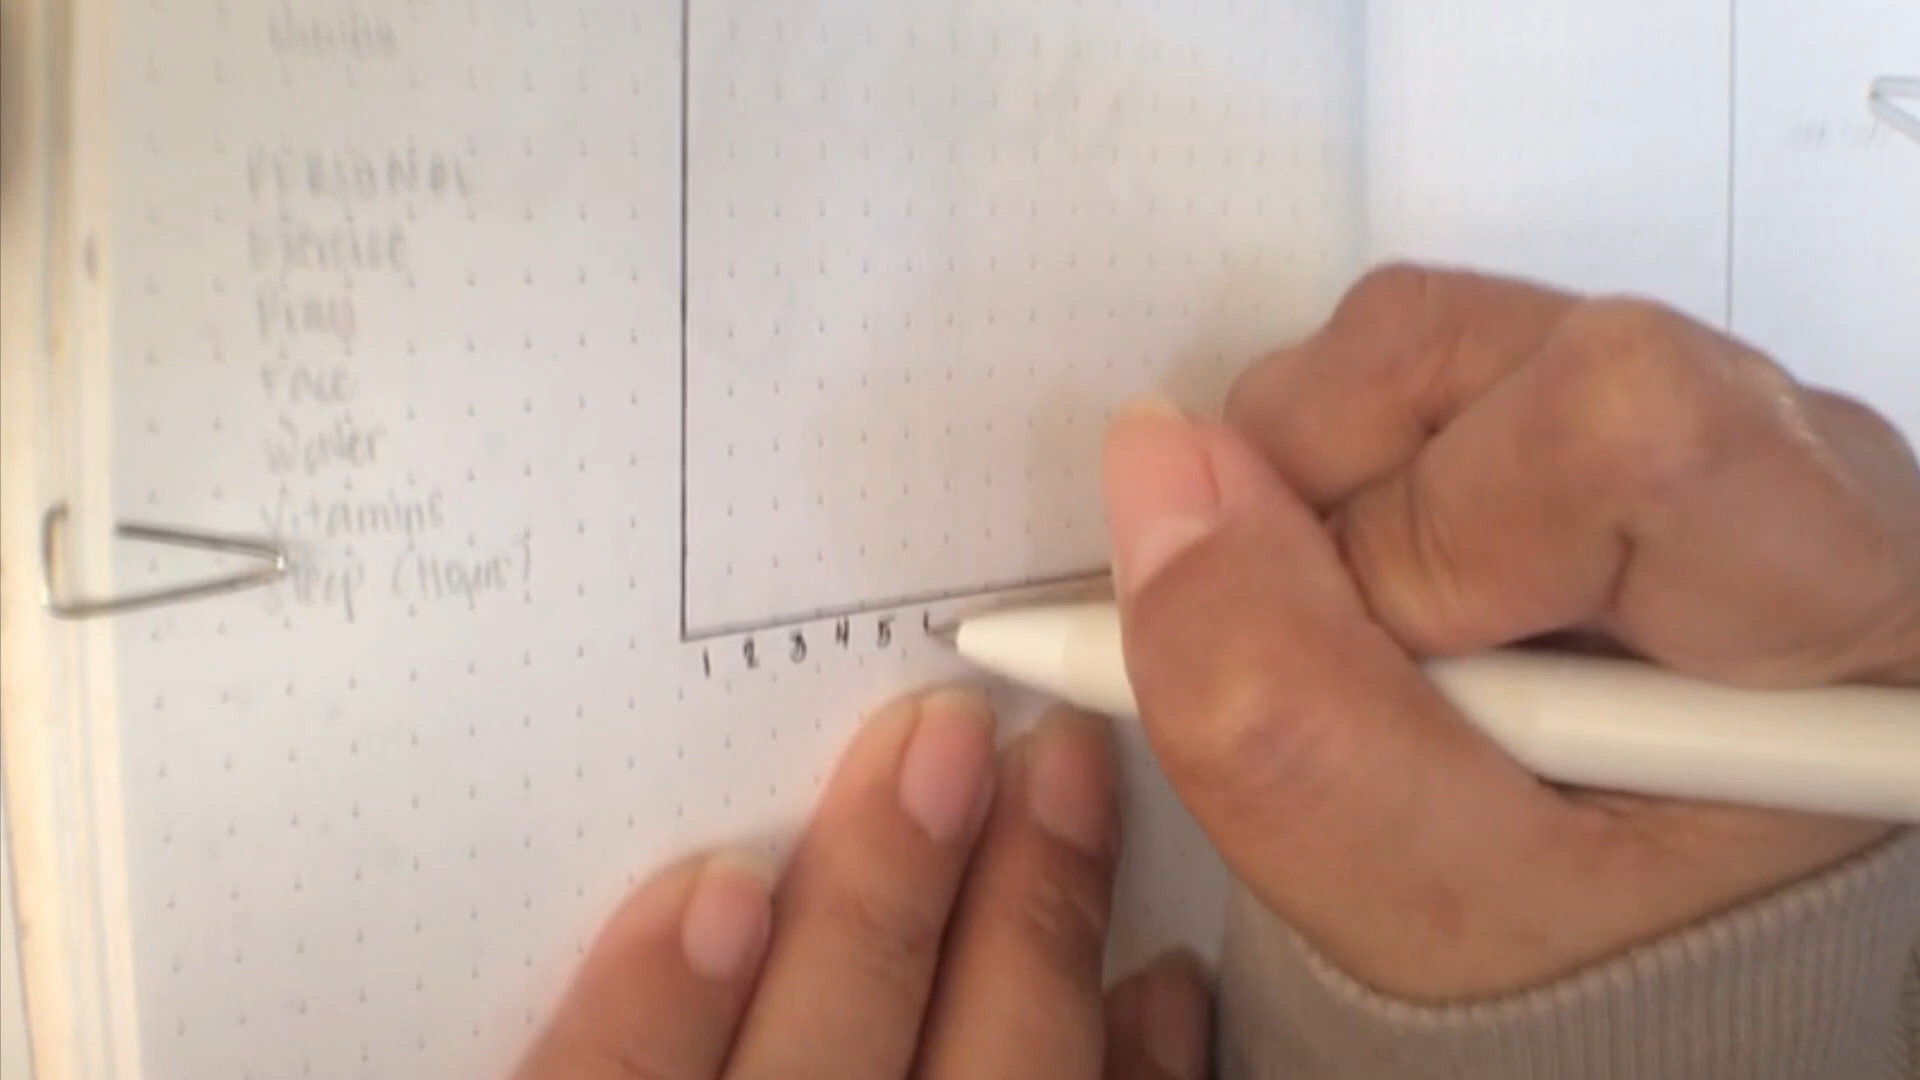 PERSONAL
Exercise
Play
Face
Water
Vitamins
Sleep (Hours)
1 2 3 4 5